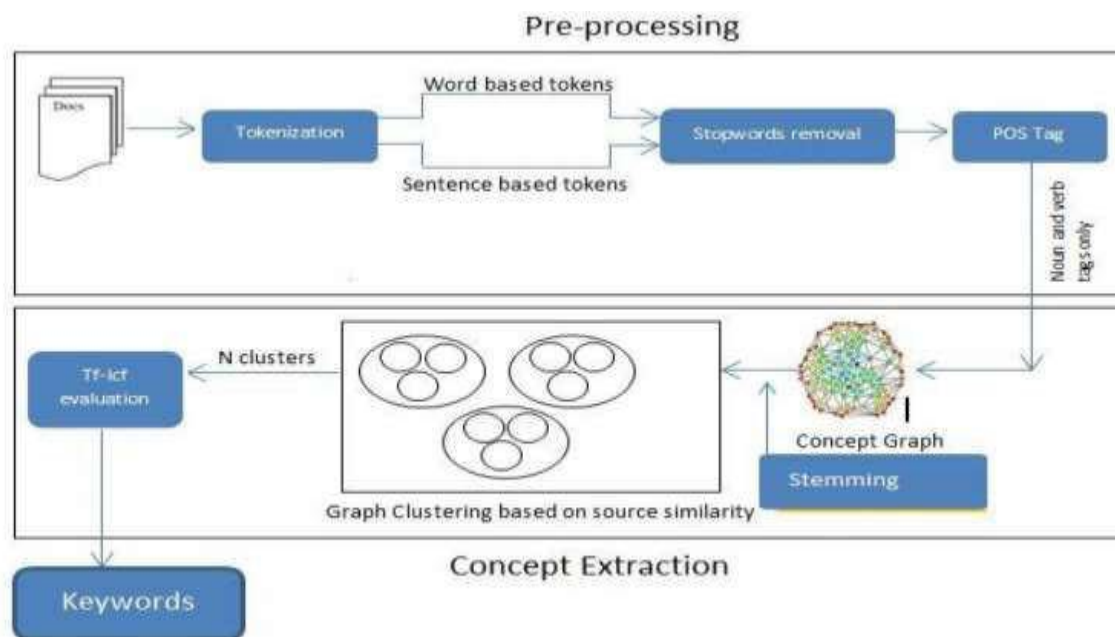 Pre-processing
Docs
Word based tokens
Tokenization
Stopwords removal
POS Tag
Sentence based tokens
Noun and verb
tags only
N clusters
Tf-Icf
evaluation
Concept Graph
Stemming
Graph Clustering based on source similarity
Concept Extraction
Keywords